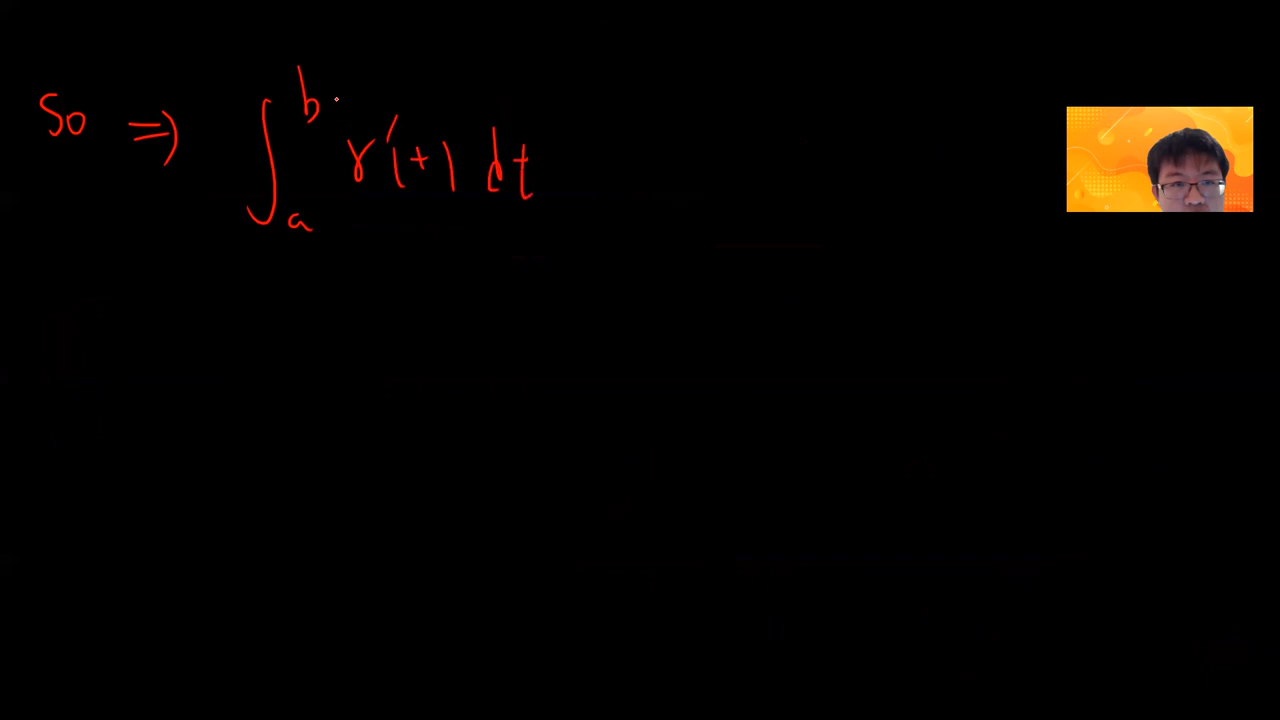 So ⇒ ∫_a^b r'(t) dt